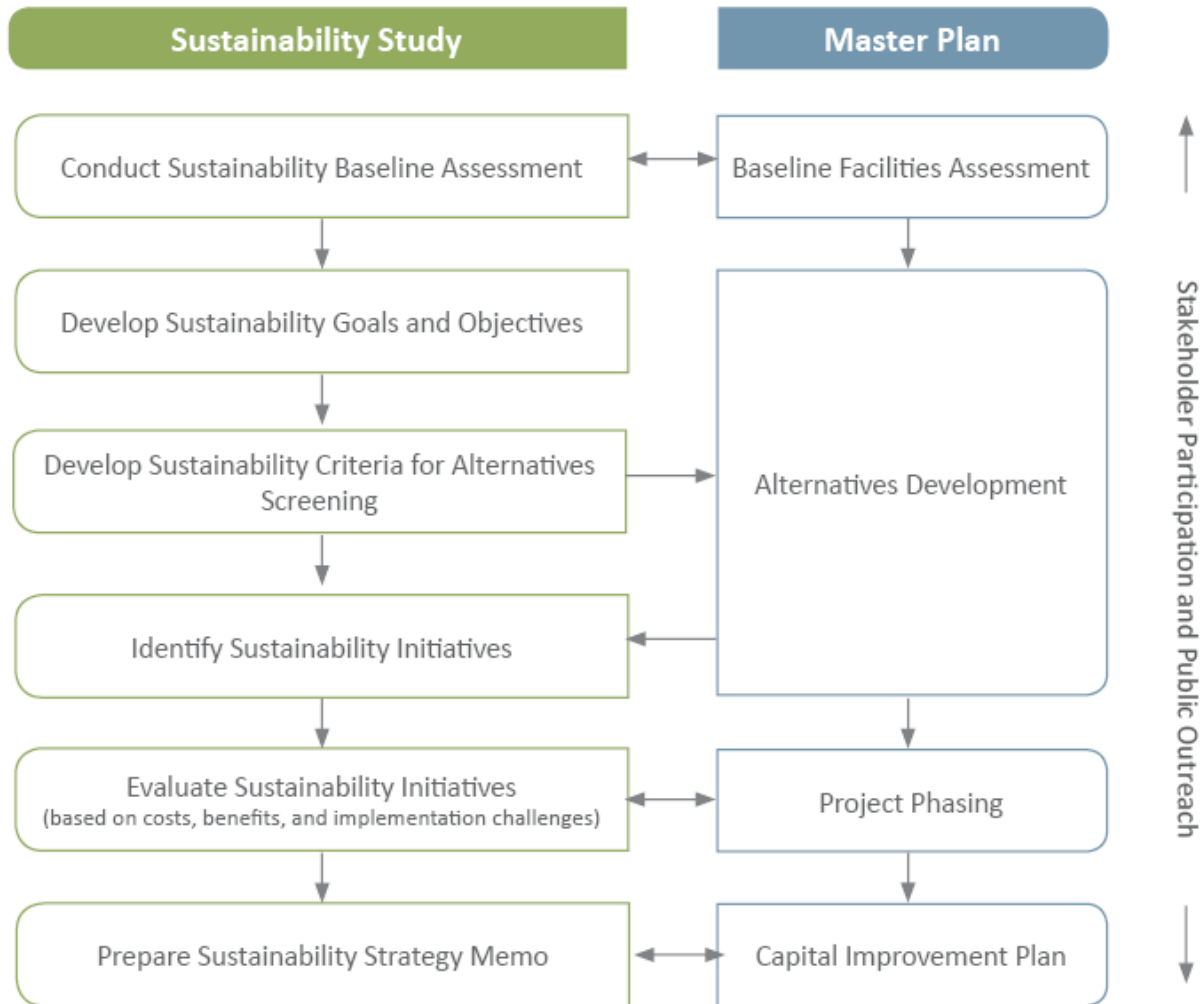 Sustainability Study
Master Plan
Conduct Sustainability Baseline Assessment
Baseline Facilities Assessment
Develop Sustainability Goals and Objectives
Develop Sustainability Criteria for Alternatives
Screening
Alternatives Development
Identify Sustainability Initiatives
Evaluate Sustainability Initiatives
(based on costs, benefits, and implementation challenges)
Project Phasing
Prepare Sustainability Strategy Memo
Capital Improvement Plan
Stakeholder Participation and Public Outreach